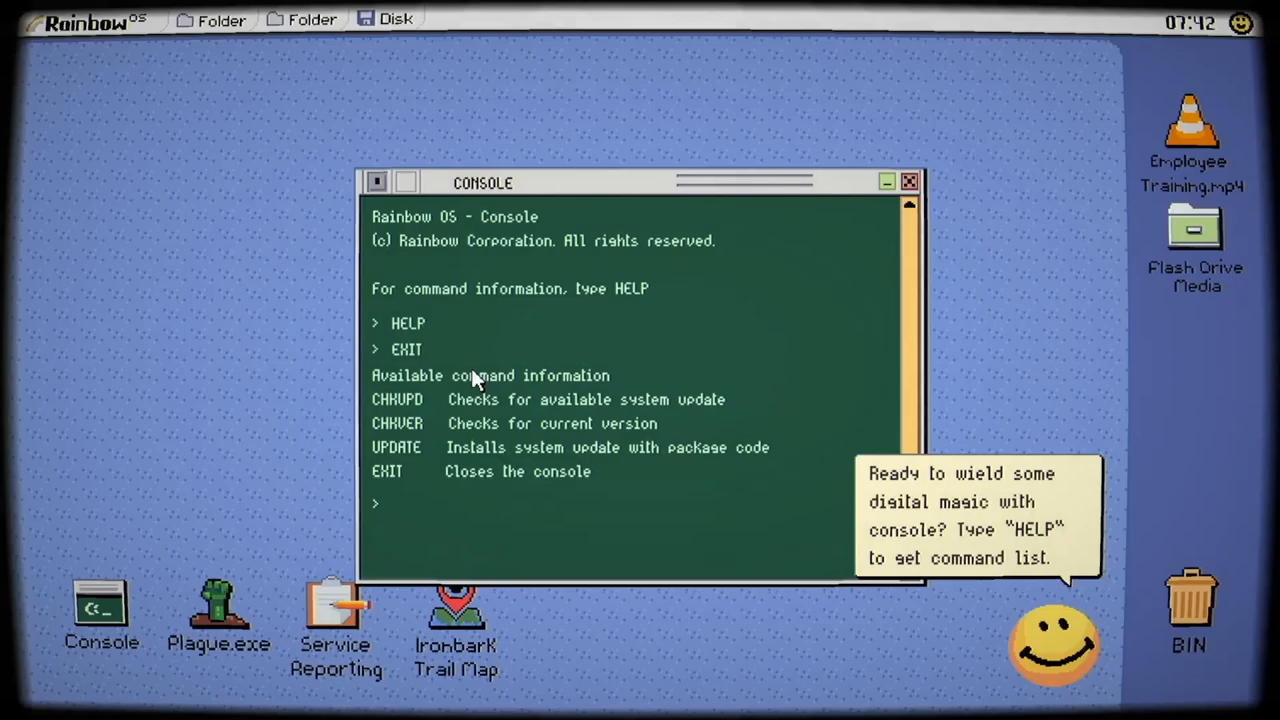 Rainbow OS
Folder
Folder
Disk
07:42
Employee
Training.mp4
Flash Drive
Media
CONSOLE
Rainbow OS - Console
(c) Rainbow Corporation. All rights reserved.
For command information, type HELP
> HELP
> EXIT
Available command information
CHKUPD Checks for available system update
CHKVER Checks for current version
UPDATE Installs system update with package code
EXIT Closes the console
>
Ready to wield some
digital magic with
console? Type "HELP"
to get command list.
Console
Plague.exe
Service
Reporting
Ironbark
Trail Map
BIN